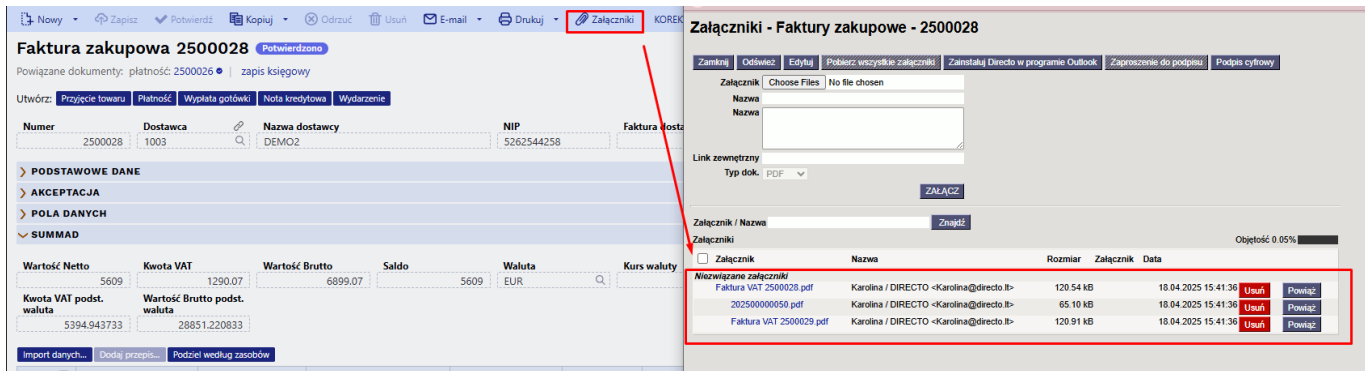 Nowy Zapisz Potwierdź Kopiuj Odrzuć Usuń E-mail Drukuj Załączniki KOREK
Faktura zakupowa 2500028 Potwierdzono
Powiązane dokumenty: płatność: 2500026 | zapis księgowy
Utwórz: Przyjęcie towaru Płatność Wypłata gotówki Nota kredytowa Wydarzenie
Numer Dostawca Nazwa dostawcy NIP Faktura dosta
2500028 1003 DEMO2 5262544258
PODSTAWOWE DANE
AKCEPTACJA
POLA DANYCH
SUMMAD
Wartość Netto Kwota VAT Wartość Brutto Saldo Waluta Kurs waluty
5609 1290.07 6899.07 5609 EUR
Kwota VAT podst. Wartość Brutto podst.
waluta waluta
5394.943733 28851.220833
Import danych... Dodaj przepis... Podziel według zasobów
Załączniki - Faktury zakupowe - 2500028
Zamknij Odśwież Edytuj Pobierz wszystkie załączniki Zainstaluj Directo w programie Outlook Zaproszenie do podpisu Podpis cyfrowy
Załącznik Choose Files No file chosen
Nazwa
Nazwa
Link zewnętrzny
Typ dok. PDF
ZAŁĄCZ
Załącznik / Nazwa Znajdź
Załączniki Objętość 0.05%
Załącznik Nazwa Rozmiar Załącznik Data
Niezwiązane załączniki
Faktura VAT 2500028.pdf Karolina / DIRECTO <Karolina@directo.lt> 120.54 kB 18.04.2025 15:41:36 Usuń Powiąż
202500000050.pdf Karolina / DIRECTO <Karolina@directo.lt> 65.10 kB 18.04.2025 15:41:36 Usuń Powiąż
Faktura VAT 2500029.pdf Karolina / DIRECTO <Karolina@directo.lt> 120.91 kB 18.04.2025 15:41:36 Usuń Powiąż